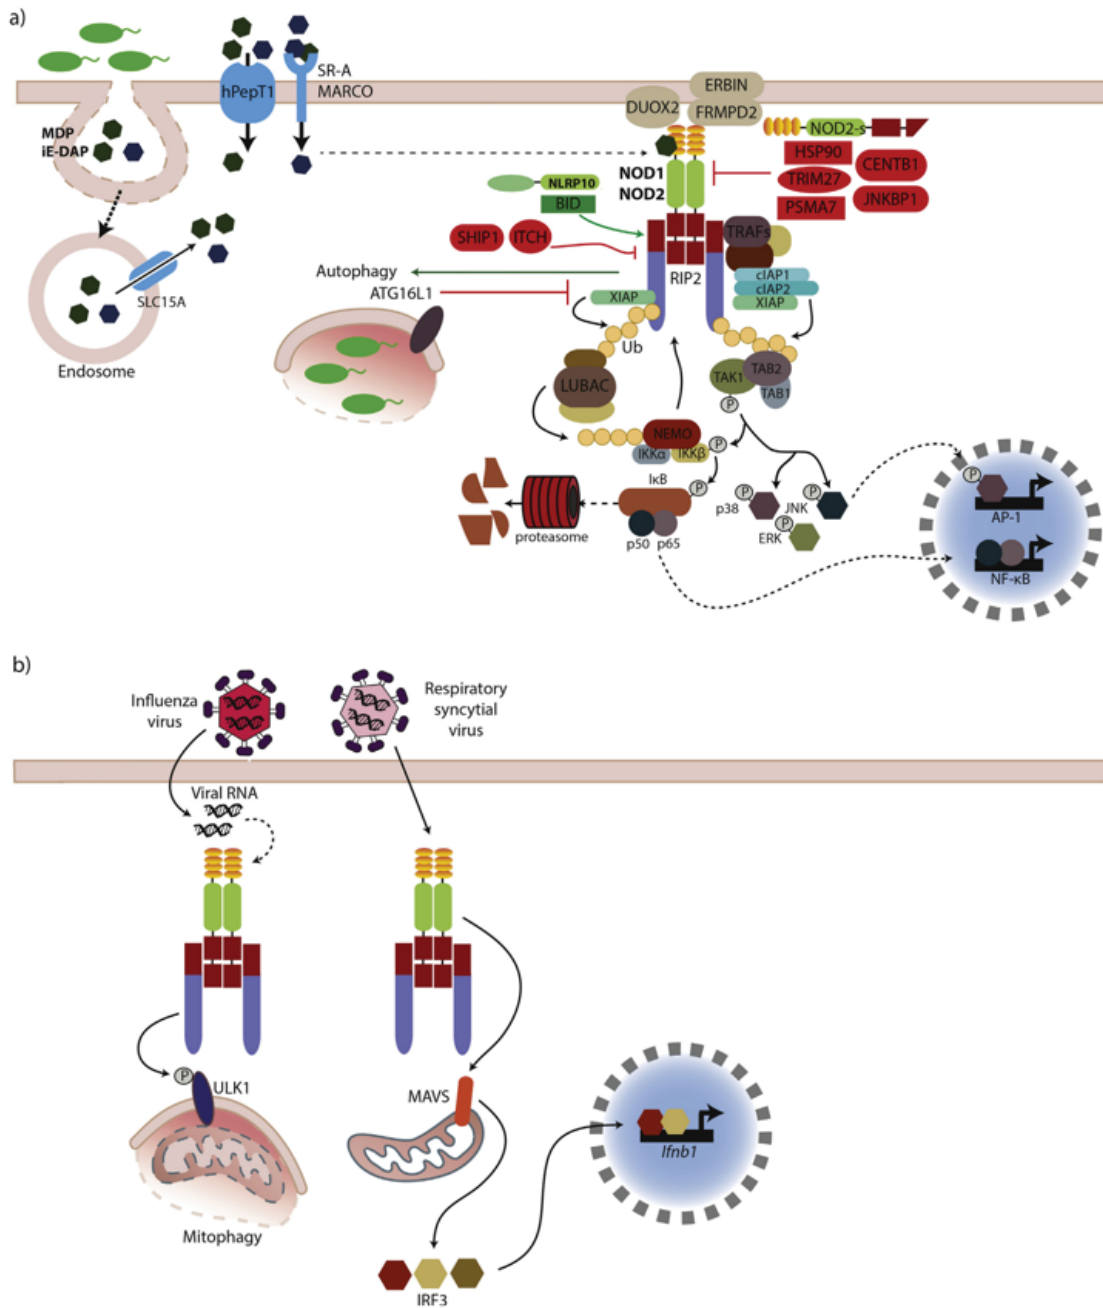 a)
SR-A
MARCO
hPepT1
MDP
iE-DAP
SLC15A
Endosome
ERBIN
DUOX2
FRMPD2
NOD2-s
HSP90
CENTB1
TRIM27
JNKBP1
PSMA7
NOD1
NOD2
NLRP10
BID
SHIP1
ITCH
TRAFs
RIP2
cIAP1
cIAP2
XIAP
Autophagy
ATG16L1
XIAP
Ub
LUBAC
TAK1
TAB2
TAB1
P
NEMO
IKKα
IKKβ
P
IκB
P
p50
p65
proteasome
P
p38
P
JNK
P
ERK
P
AP-1
NF-κB
b)
Influenza
virus
Respiratory
syncytial
virus
Viral RNA
P
ULK1
Mitophagy
MAVS
IRF3
Ifnb1